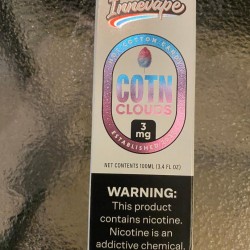 Innevape
COTN
CLOUDS
3
mg
ESTABLISHED
NET CONTENTS 100ML (3.4 FL OZ)
WARNING:
This product
contains nicotine.
Nicotine is an
addictive chemical.